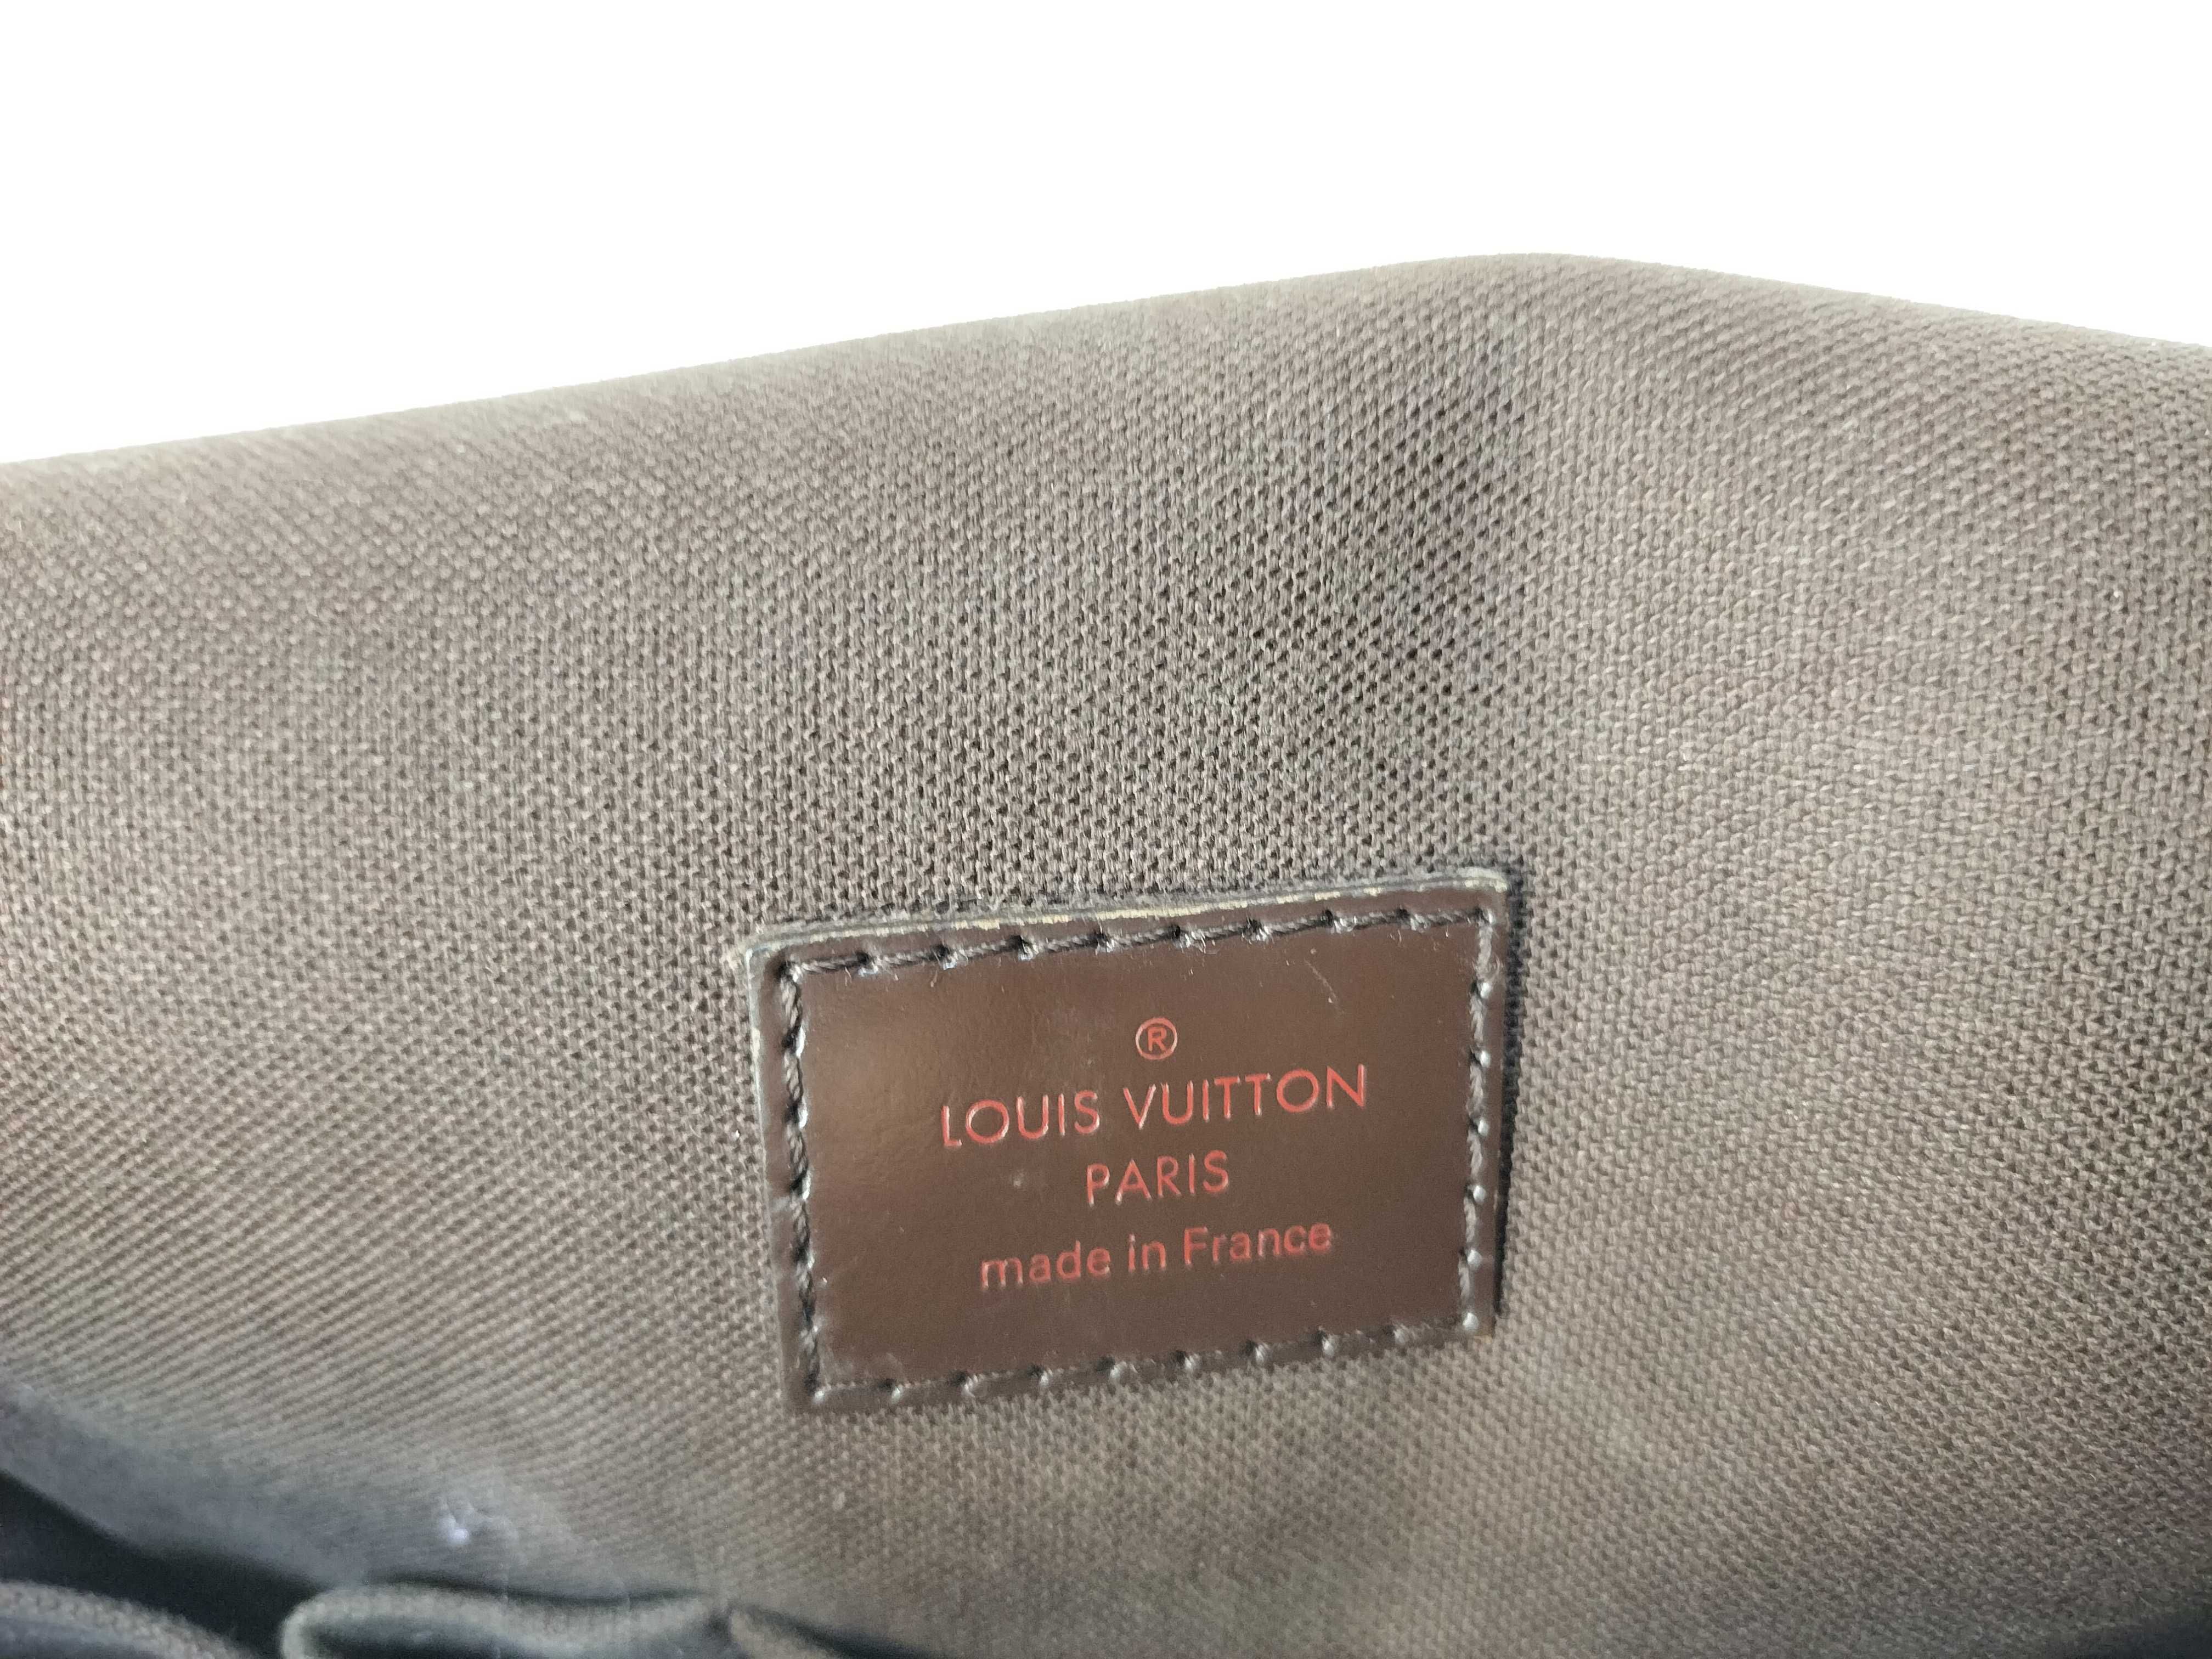 ®
LOUIS VUITTON
PARIS
made in France